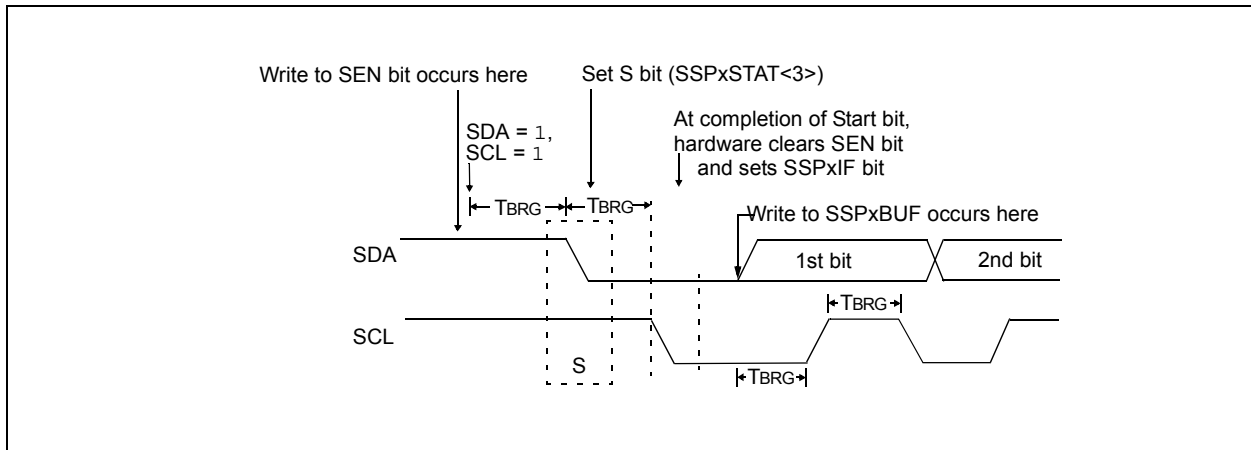 Write to SEN bit occurs here
Set S bit (SSPxSTAT<3>)
SDA = 1,
SCL = 1
At completion of Start bit,
hardware clears SEN bit
and sets SSPxIF bit
TBRG
TBRG
Write to SSPxBUF occurs here
SDA
1st bit
2nd bit
TBRG
SCL
S
TBRG